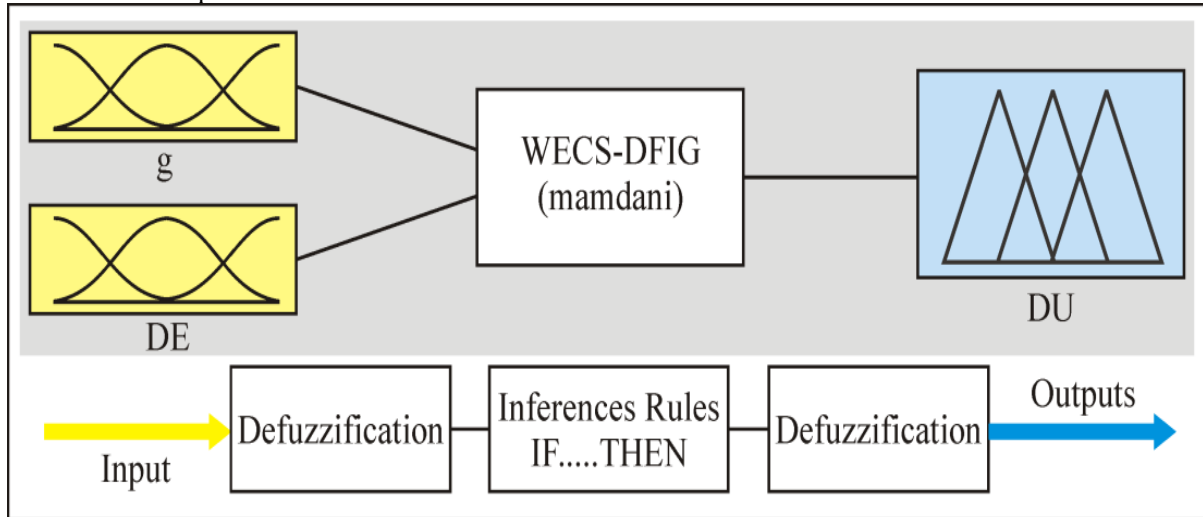 g
DE
WECS-DFIG
(mamdani)
DU
Input
Defuzzification
Inferences Rules
IF.....THEN
Defuzzification
Outputs